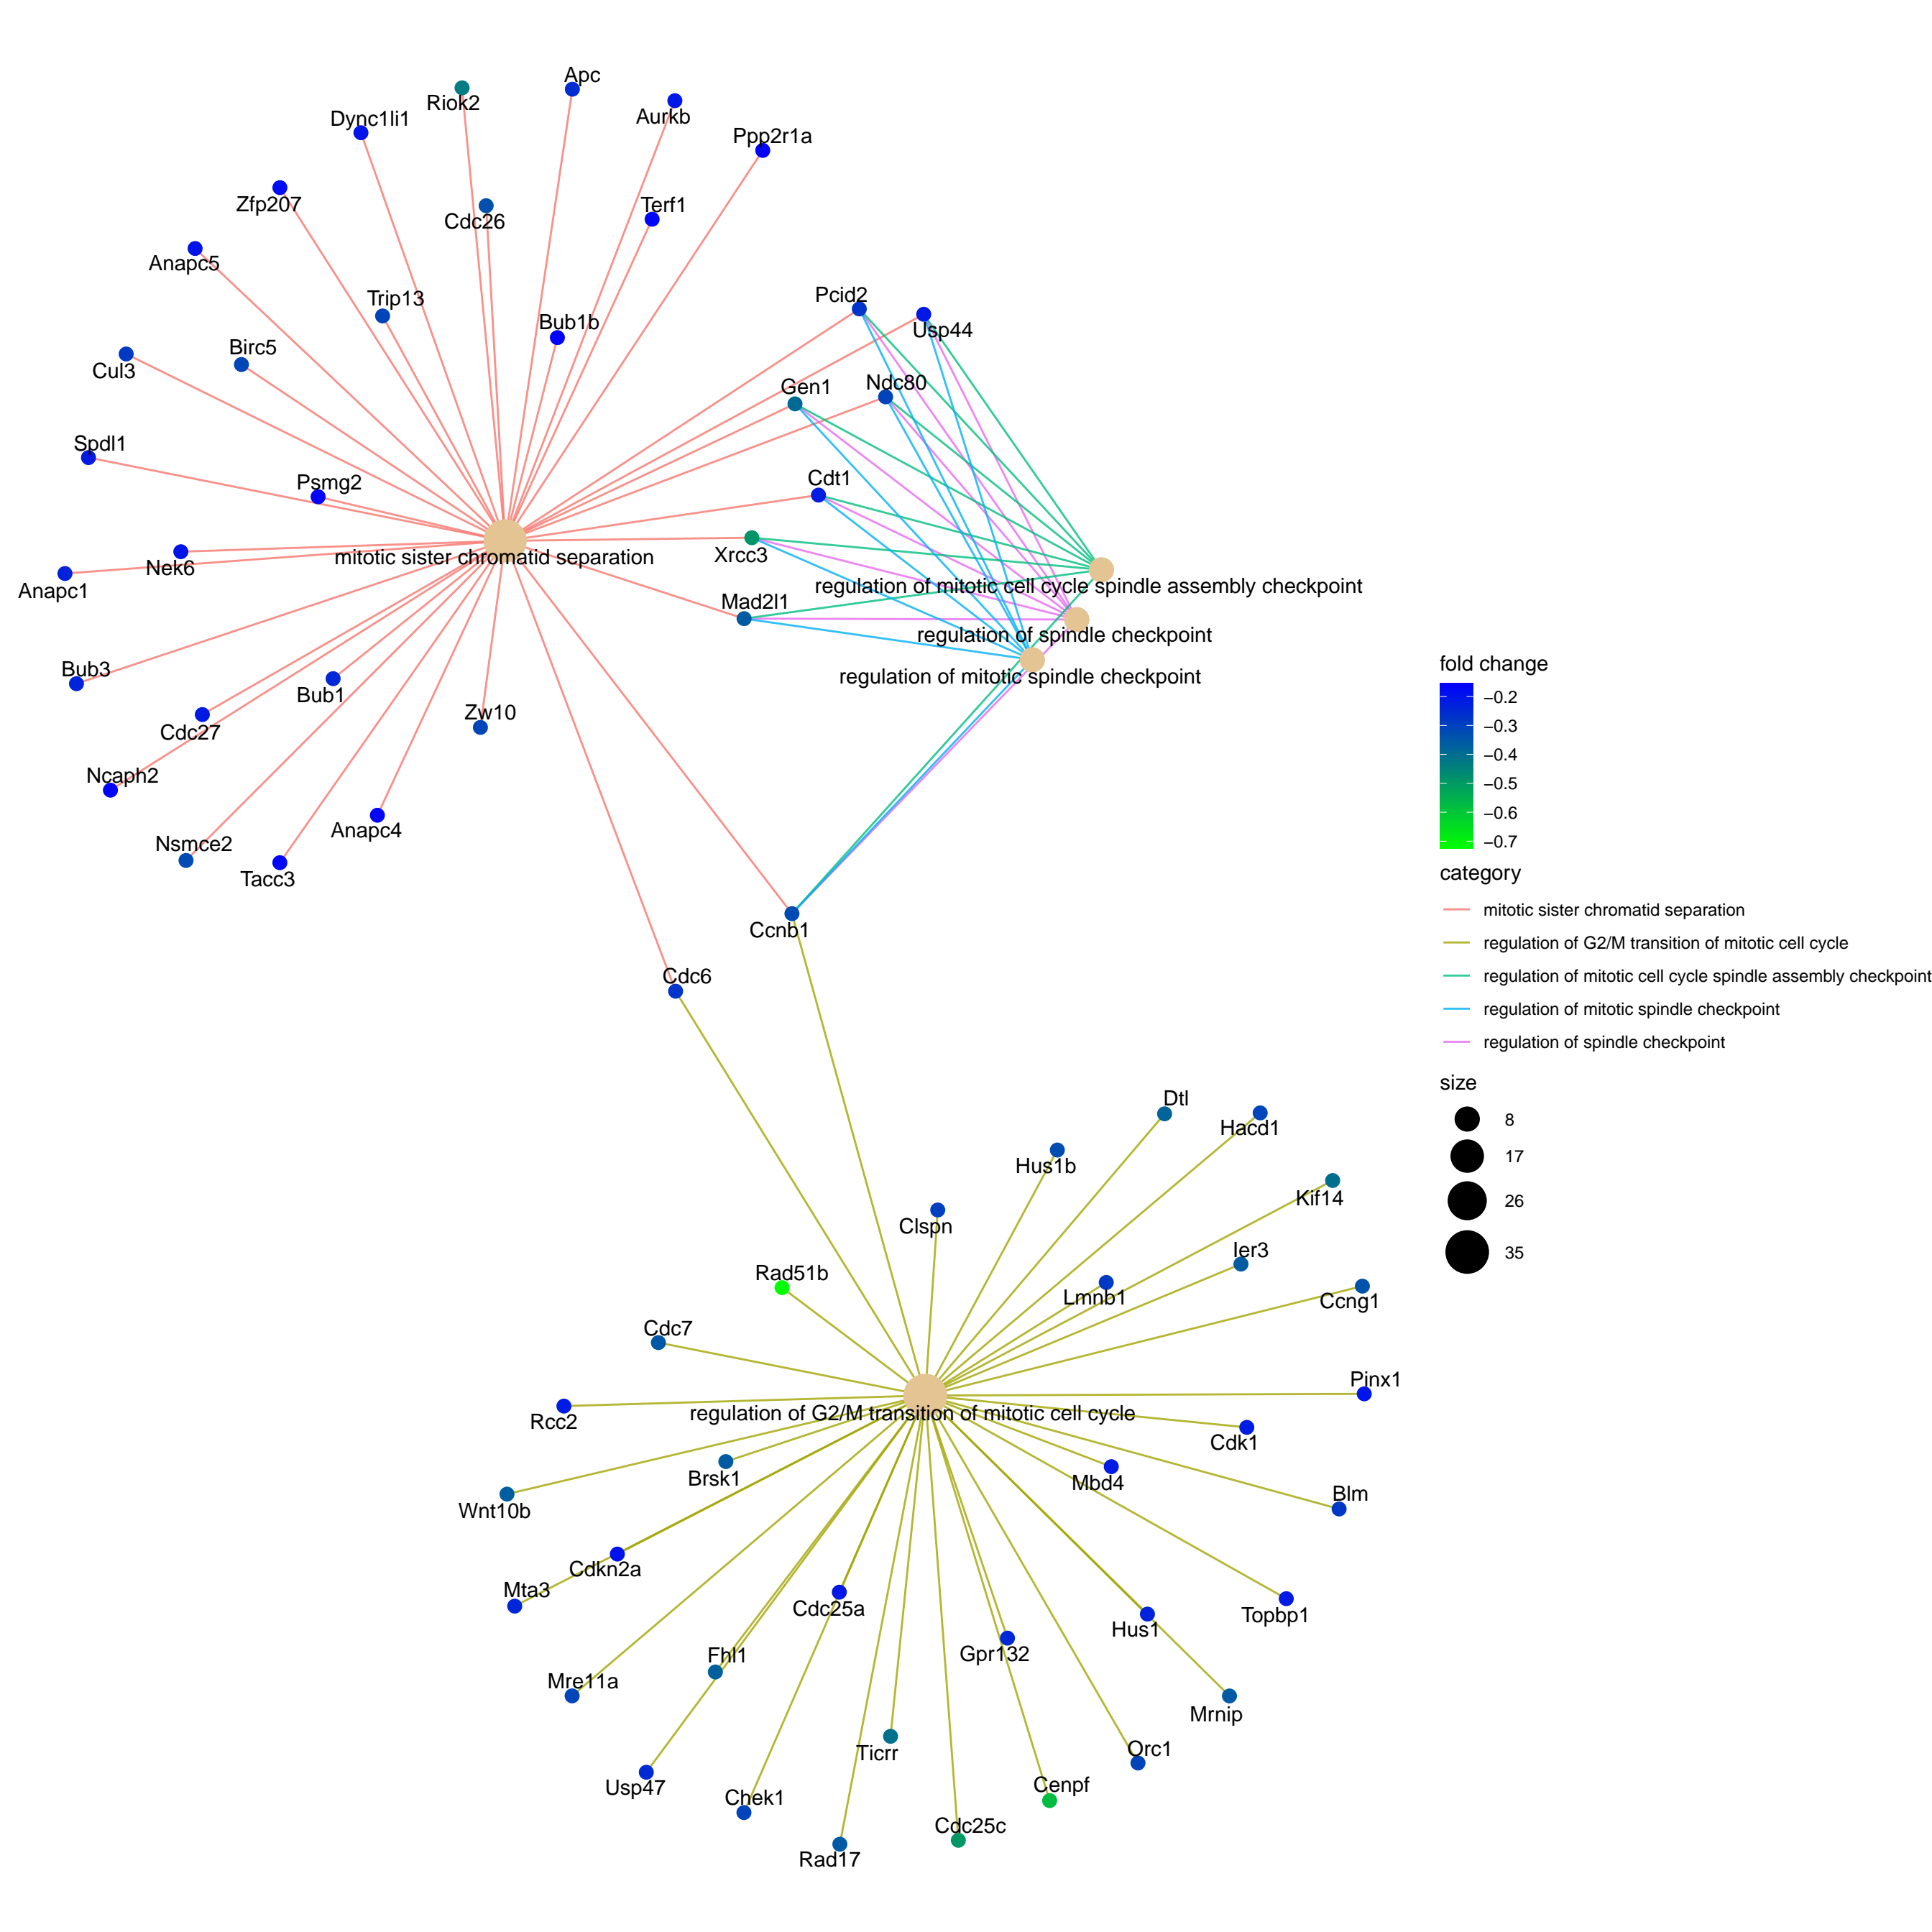 Apc
Riok2
Aurkb
Dync1li1
Ppp2r1a
Zfp207
Cdc26
Terf1
Anapc5
Trip13
Pcid2
Bub1b
Usp44
Birc5
Cul3
Gen1
Ndc80
Spdl1
Psmg2
Cdt1
mitotic sister chromatid separation
Xrcc3
Nek6
Anapc1
regulation of mitotic cell cycle spindle assembly checkpoint
Mad2l1
regulation of spindle checkpoint
regulation of mitotic spindle checkpoint
Bub3
Bub1
Zw10
Cdc27
Ncaph2
Anapc4
Nsmce2
Tacc3
Ccnb1
Cdc6
fold change
−0.2
−0.3
−0.4
−0.5
−0.6
−0.7
category
mitotic sister chromatid separation
regulation of G2/M transition of mitotic cell cycle
regulation of mitotic cell cycle spindle assembly checkpoint
regulation of mitotic spindle checkpoint
regulation of spindle checkpoint
size
8
17
26
35
Dtl
Hacd1
Hus1b
Kif14
Clspn
Ier3
Rad51b
Lmnb1
Ccng1
Cdc7
Pinx1
Rcc2
regulation of G2/M transition of mitotic cell cycle
Cdk1
Brsk1
Mbd4
Blm
Wnt10b
Cdkn2a
Mta3
Cdc25a
Topbp1
Hus1
Gpr132
Fhl1
Mre11a
Mrnip
Ticrr
Orc1
Usp47
Cenpf
Chek1
Cdc25c
Rad17